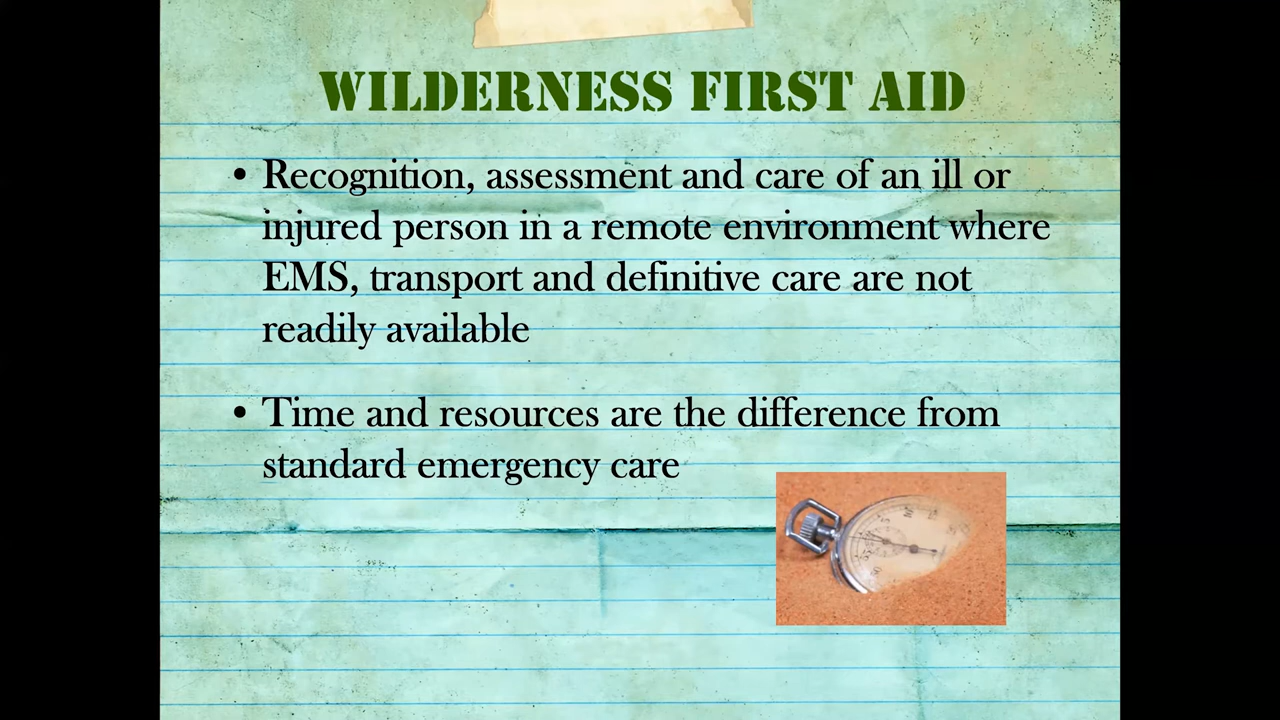 WILDERNESS FIRST AID
• Recognition, assessment and care of an ill or
injured person in a remote environment where
EMS, transport and definitive care are not
readily available
• Time and resources are the difference from
standard emergency care